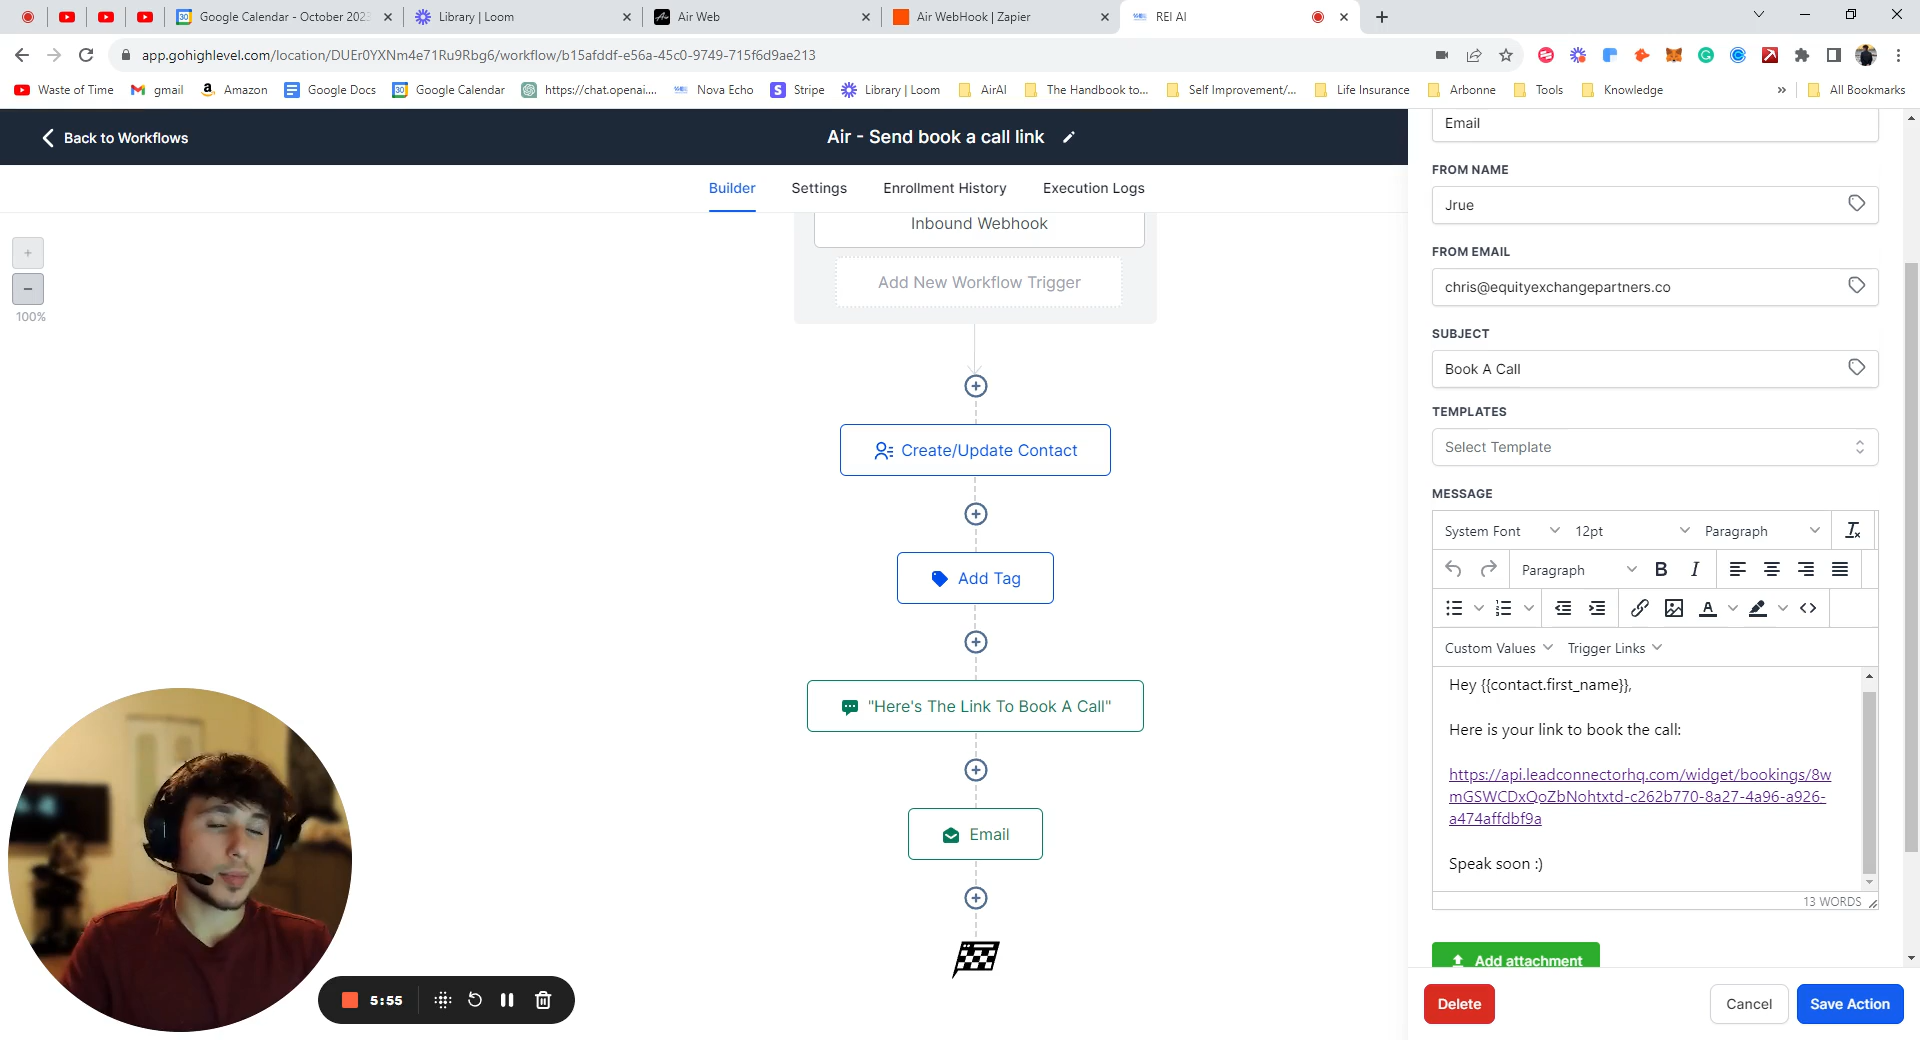 Google Calendar - October 2023
Library | Loom
Air Web
Air WebHook | Zapier
REI AI
app.gohighlevel.com/location/DUEr0YXNm4e71Ru9Rbg6/workflow/b15afddf-e56a-45c0-9749-715f6d9ae213
Waste of Time
gmail
Amazon
Google Docs
Google Calendar
https://chat.openai....
Nova Echo
Stripe
Library | Loom
AirAI
The Handbook to...
Self Improvement/...
Life Insurance
Arbonne
Tools
Knowledge
»
All Bookmarks
Back to Workflows
Air - Send book a call link
Builder
Settings
Enrollment History
Execution Logs
100%
Inbound Webhook
Add New Workflow Trigger
Create/Update Contact
Add Tag
"Here's The Link To Book A Call"
Email
5:55
Email
FROM NAME
Jrue
FROM EMAIL
chris@equityexchangepartners.co
SUBJECT
Book A Call
TEMPLATES
Select Template
MESSAGE
System Font
12pt
Paragraph
Paragraph
B
I
A
Custom Values
Trigger Links
Hey {{contact.first_name}},
Here is your link to book the call:
https://api.leadconnectorhq.com/widget/bookings/8w
mGSWCDxQoZbNohtxtd-c262b770-8a27-4a96-a926-
a474affdbf9a
Speak soon :)
13 WORDS
Add attachment
Delete
Cancel
Save Action